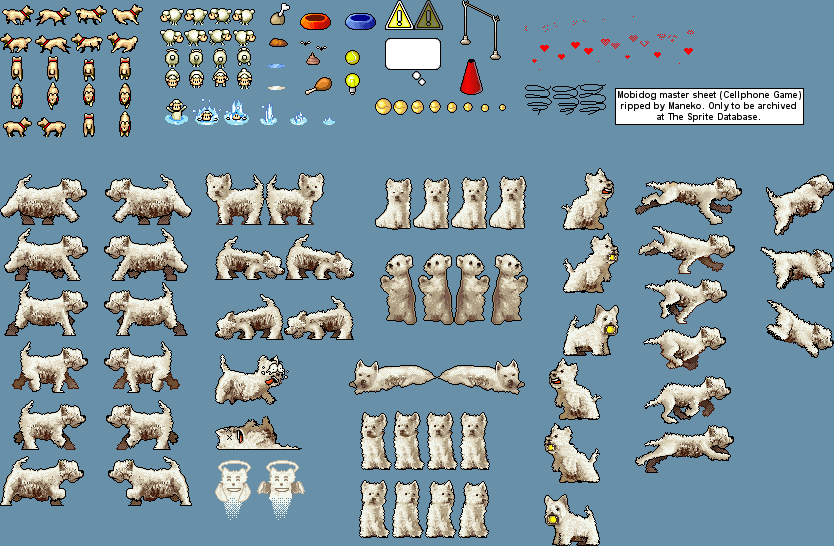 Mobidog master sheet (Cellphone Game)
ripped by Maneko. Only to be archived
at The Sprite Database.